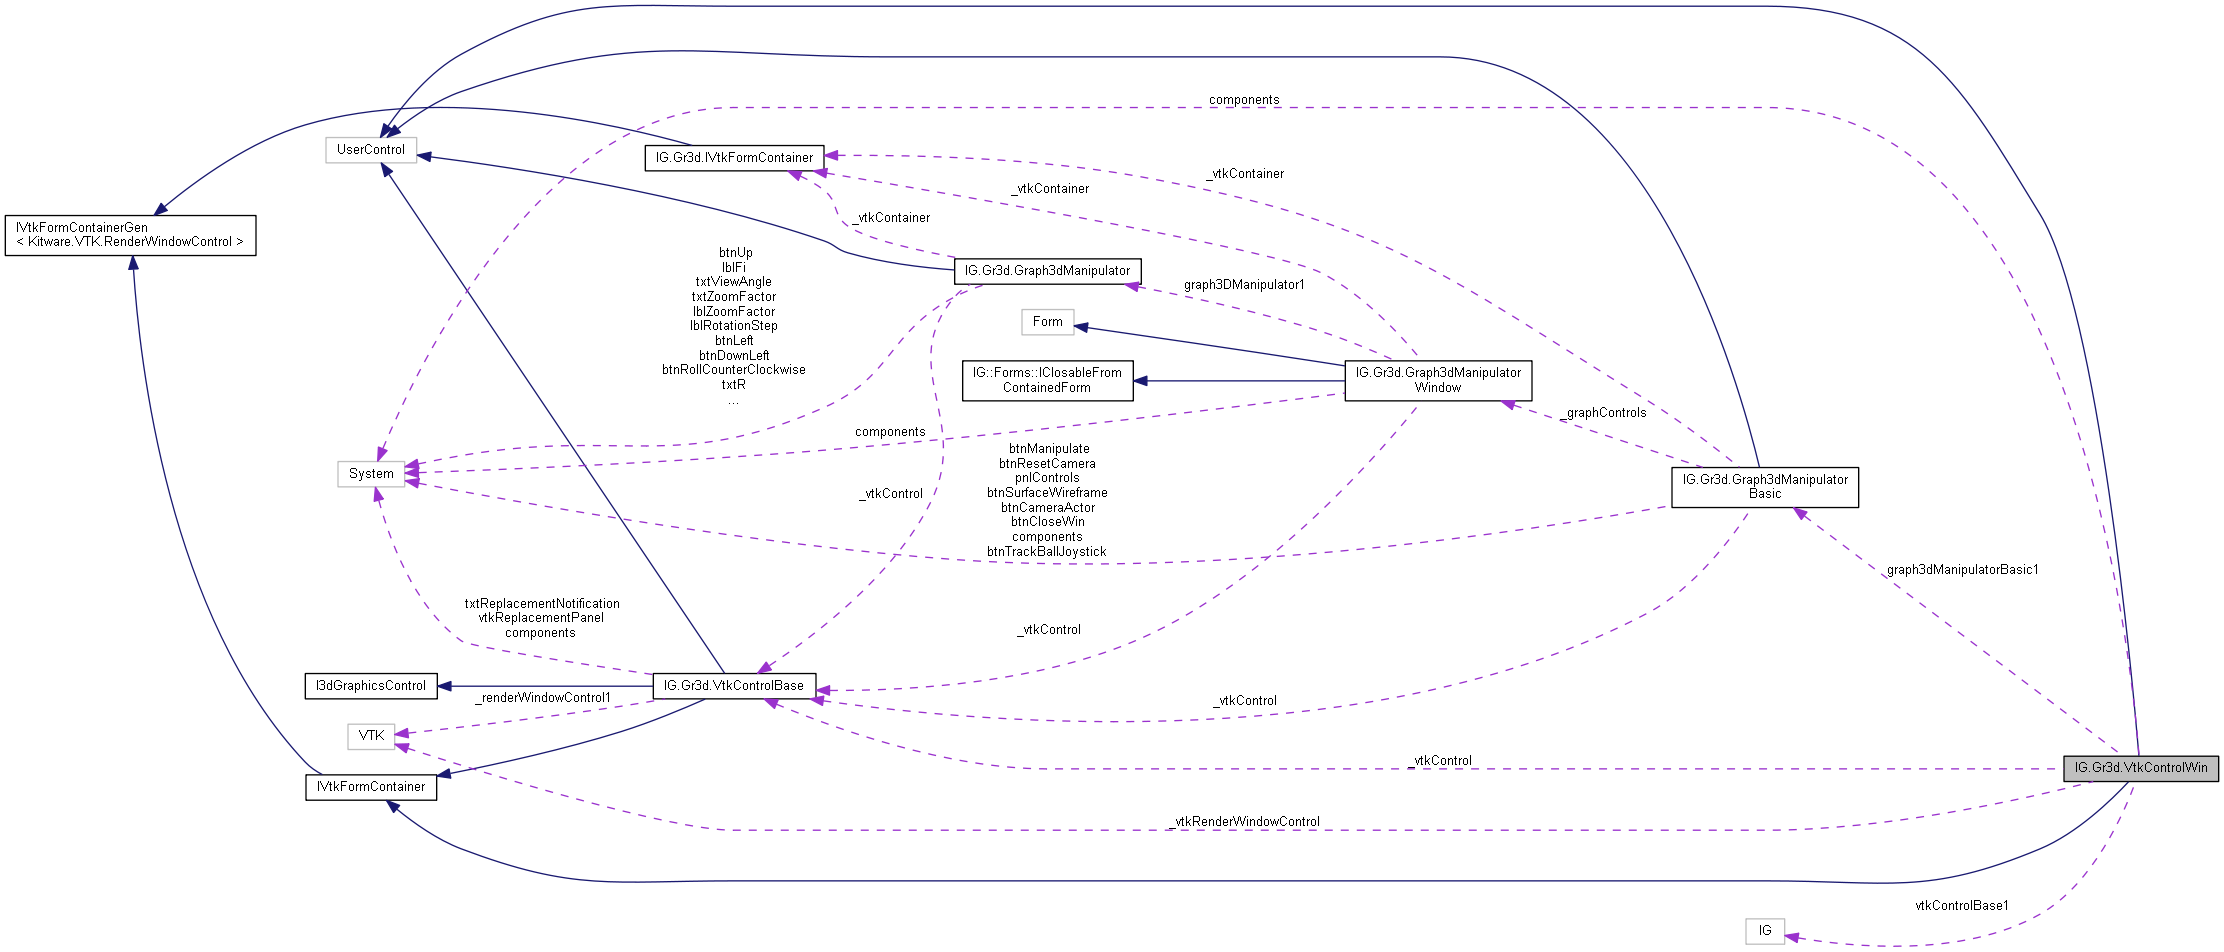 components
UserControl
IG.Gr3d.IVtkFormContainer
_vtkContainer
_vtkContainer
_vtkContainer
IVtkFormContainerGen
< Kitware.VTK.RenderWindowControl >
btnUp
lblFi
txtViewAngle
txtZoomFactor
lblZoomFactor
lblRotationStep
btnLeft
btnDownLeft
btnRollCounterClockwise
txtR
...
IG.Gr3d.Graph3dManipulator
graph3DManipulator1
Form
IG::Forms::IClosableFrom
ContainedForm
IG.Gr3d.Graph3dManipulator
Window
_graphControls
components
System
_vtkControl
btnManipulate
btnResetCamera
pnlControls
btnSurfaceWireframe
btnCameraActor
btnCloseWin
components
btnTrackBallJoystick
IG.Gr3d.Graph3dManipulator
Basic
graph3dManipulatorBasic1
txtReplacementNotification
vtkReplacementPanel
components
_vtkControl
I3dGraphicsControl
IG.Gr3d.VtkControlBase
_renderWindowControl1
_vtkControl
VTK
_vtkControl
IG.Gr3d.VtkControlWin
IVtkFormContainer
_vtkRenderWindowControl
vtkControlBase1
IG